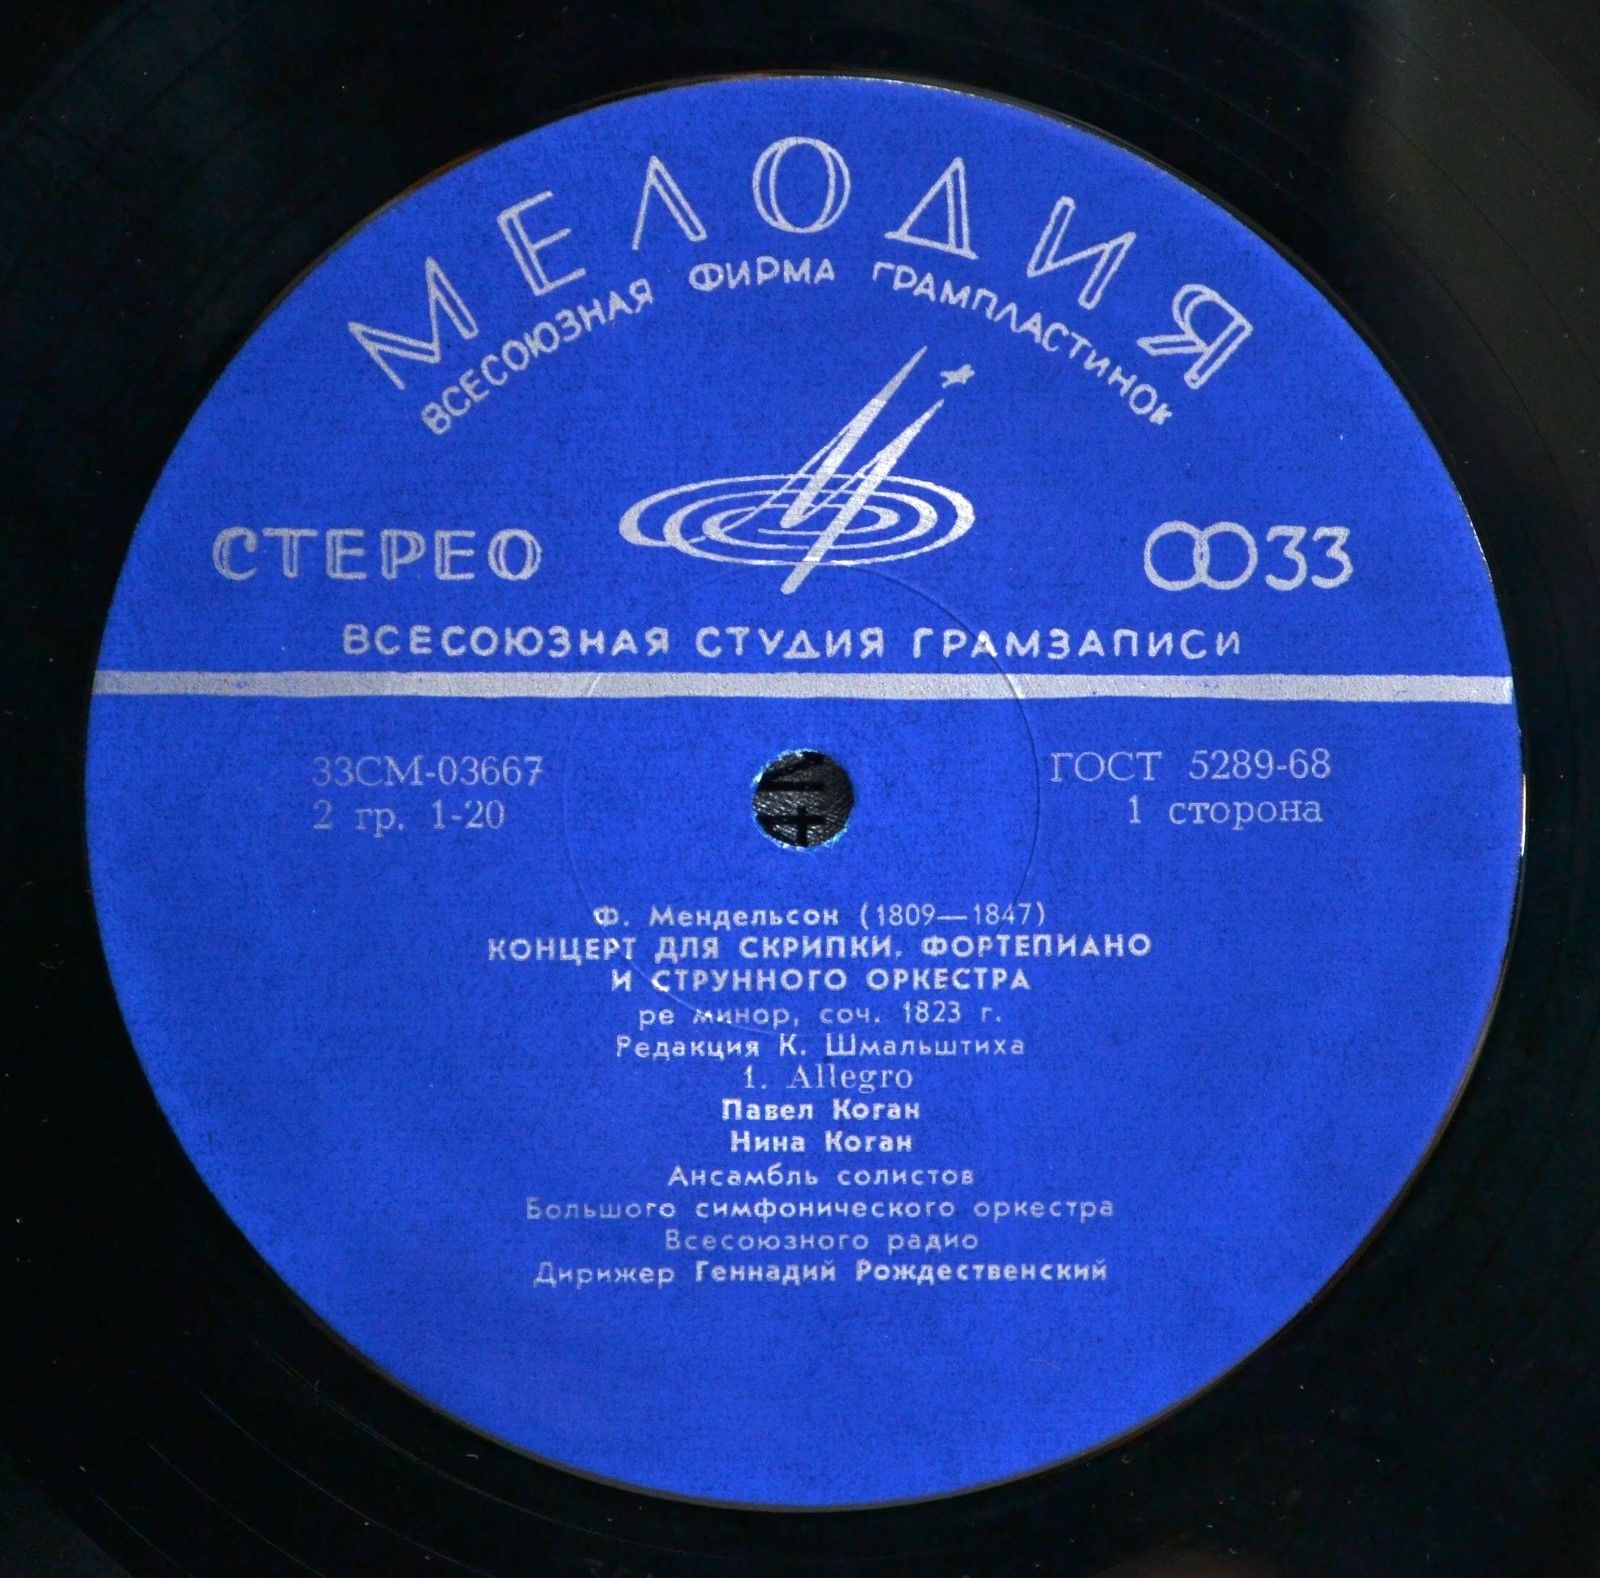 МЕЛОДИЯ
ВСЕСОЮЗНАЯ ФИРМА ГРАМПЛАСТИНОК
СТЕРЕО
33
ВСЕСОЮЗНАЯ СТУДИЯ ГРАМЗАПИСИ
33СМ-03667
ГОСТ 5289-68
2 гр. 1-20
1 сторона
Ф. Мендельсон (1809—1847)
КОНЦЕРТ ДЛЯ СКРИПКИ, ФОРТЕПИАНО
И СТРУННОГО ОРКЕСТРА
ре минор, соч. 1823 г.
Редакция К. Шмальштиха
1. Allegro
Павел Коган
Нина Коган
Ансамбль солистов
Большого симфонического оркестра
Всесоюзного радио
Дирижер Геннадий Рождественский